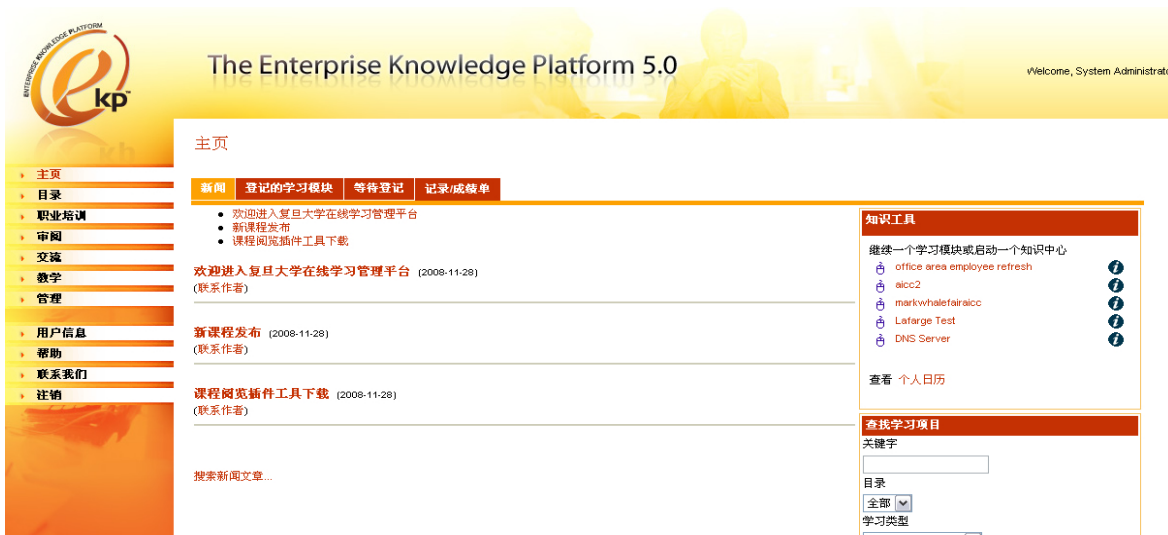 ENTERPRISE KNOWLEDGE PLATFORM
ekp
The Enterprise Knowledge Platform 5.0
Welcome, System Administrato
主页
主页
目录
职业培训
审阅
交流
教学
管理
用户信息
帮助
联系我们
注销
新闻 登记的学习模块 等待登记 记录/成绩单
欢迎进入复旦大学在线学习管理平台
新课程发布
课程阅览插件工具下载
欢迎进入复旦大学在线学习管理平台 (2008-11-28)
(联系作者)
新课程发布 (2008-11-28)
(联系作者)
课程阅览插件工具下载 (2008-11-28)
(联系作者)
搜索新闻文章...
知识工具
继续一个学习模块或启动一个知识中心
office area employee refresh
aicc2
markwhalefairaicc
Lafarge Test
DNS Server
查看 个人日历
查找学习项目
关键字
目录
全部
学习类型